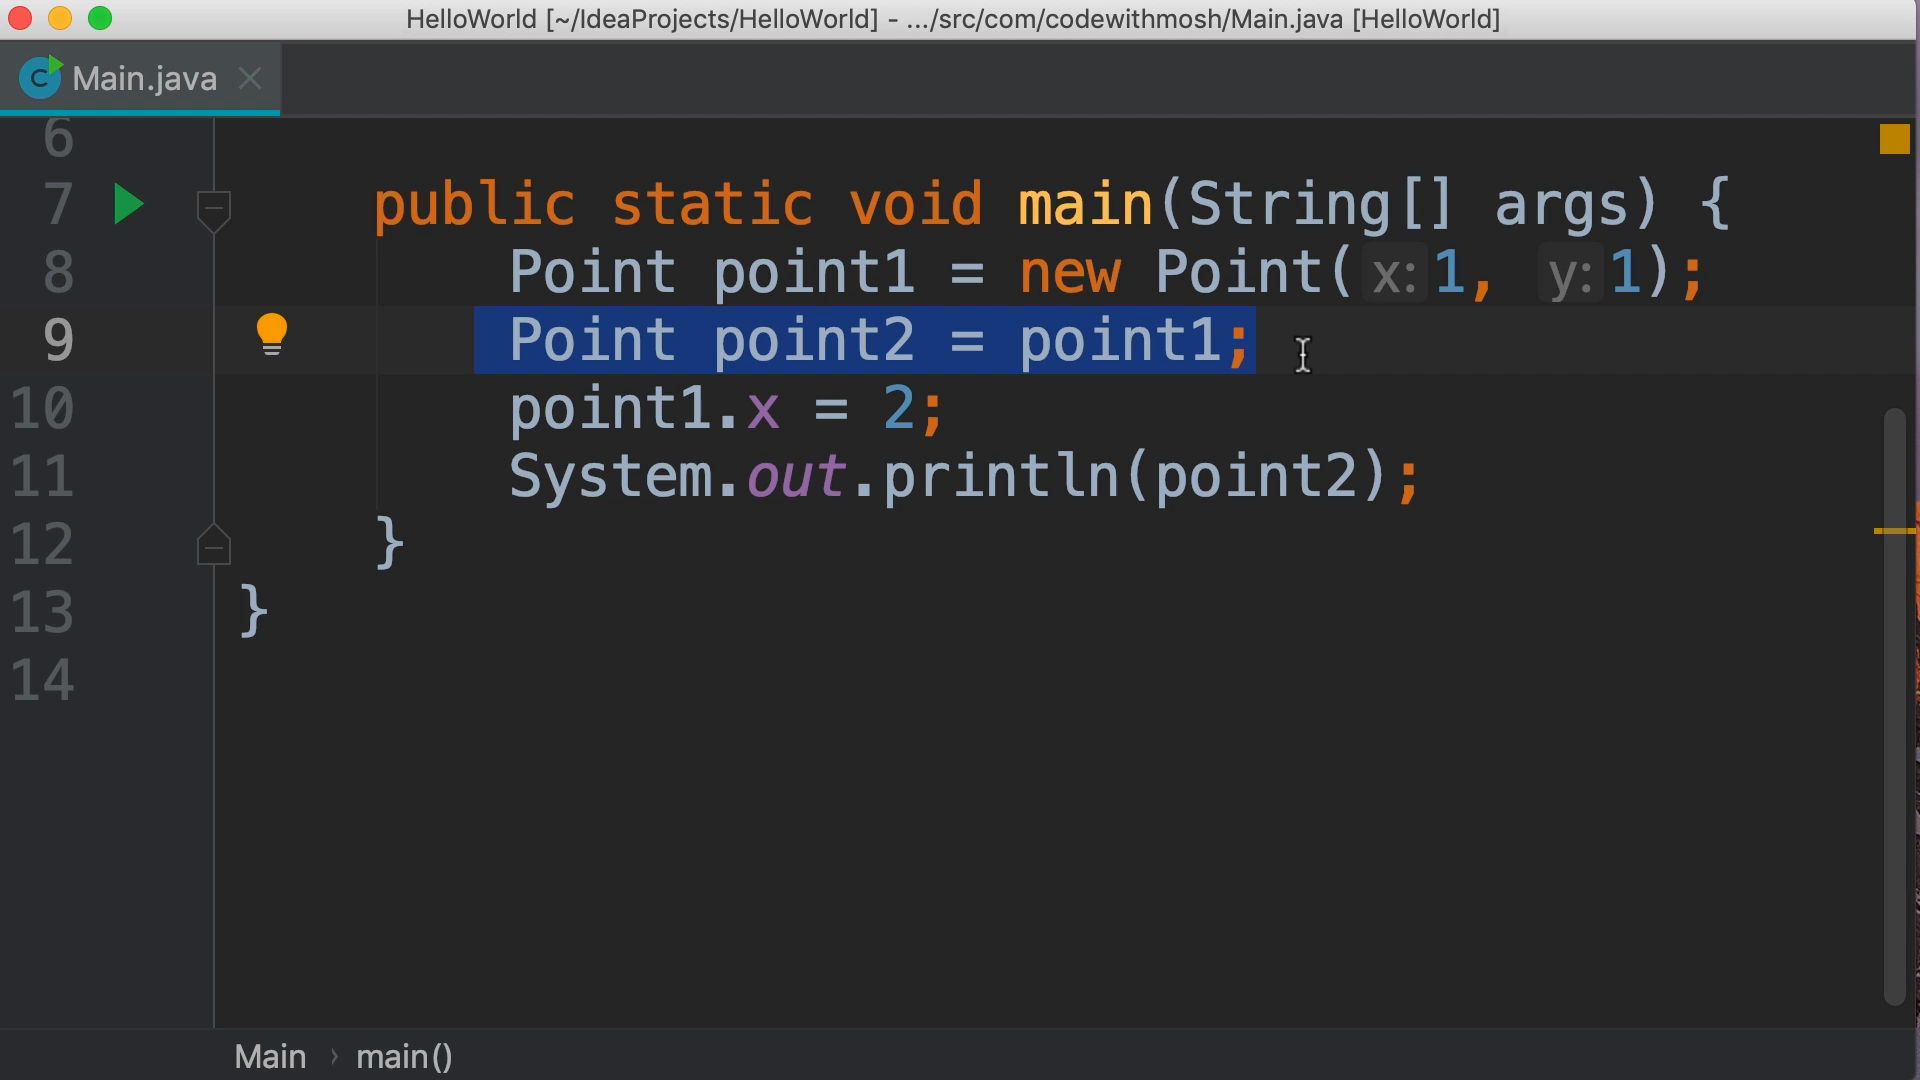 HelloWorld [~/IdeaProjects/HelloWorld] - .../src/com/codewithmosh/Main.java [HelloWorld]
C Main.java
6
7 public static void main(String[] args) {
8 Point point1 = new Point( x: 1, y: 1);
9 Point point2 = point1;
10 point1.x = 2;
11 System.out.println(point2);
12 }
13 }
14
Main › main()